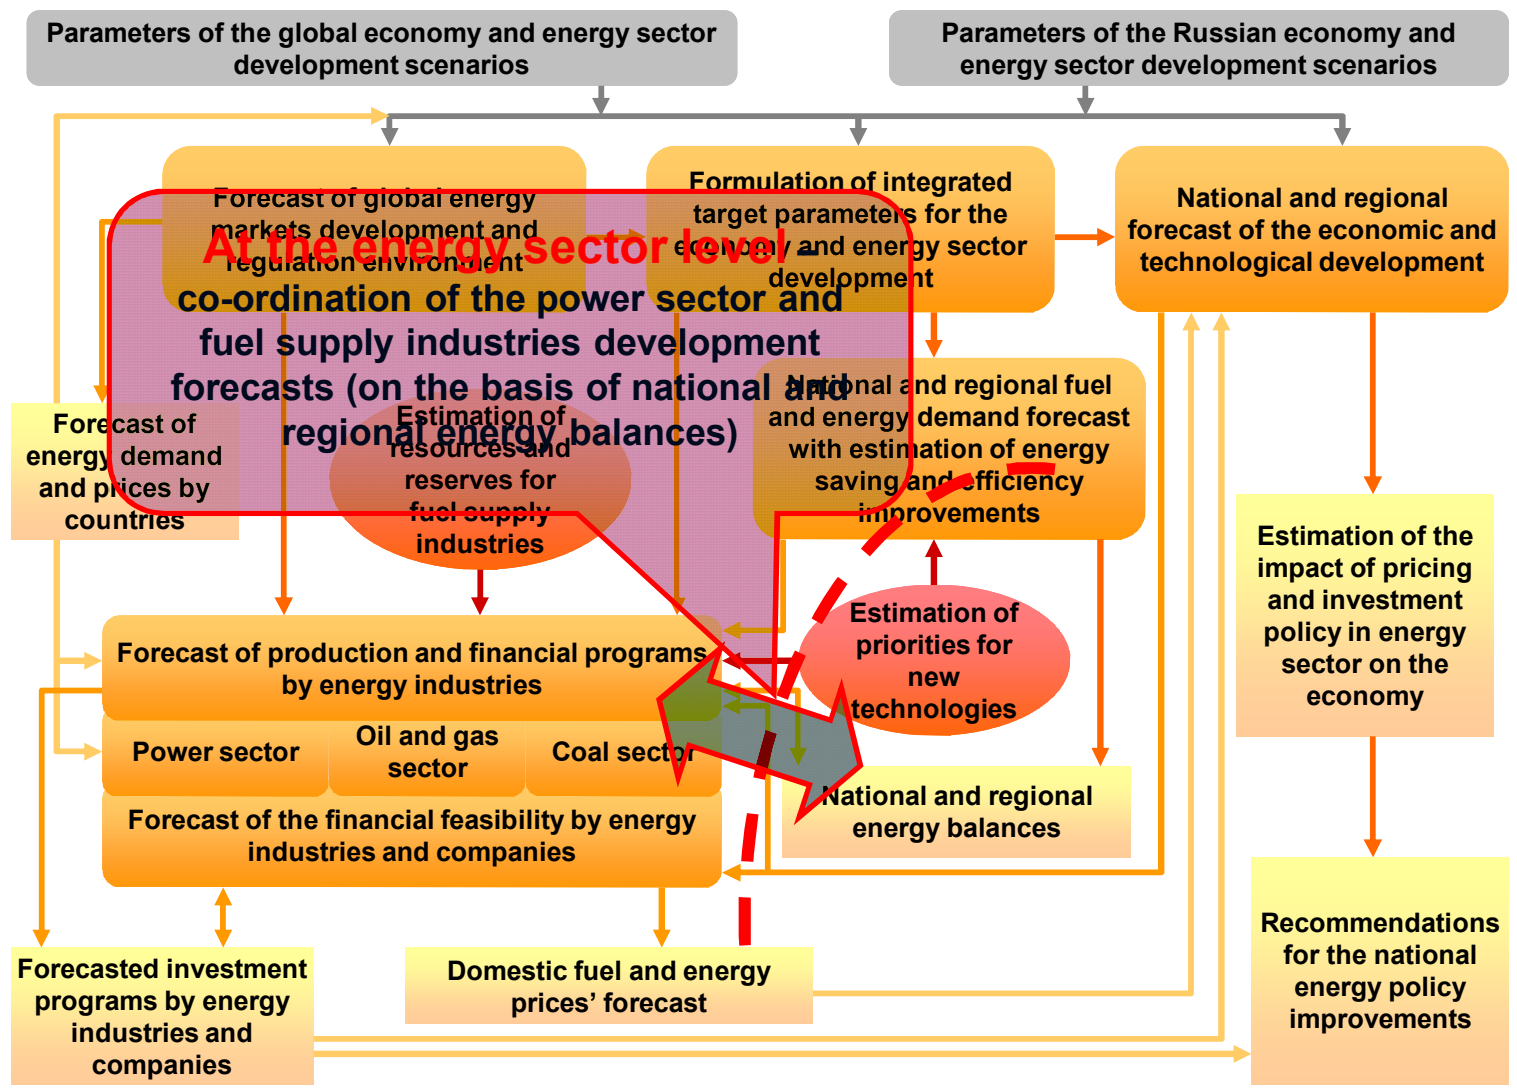 Parameters of the global economy and energy sector
development scenarios
Parameters of the Russian economy and
energy sector development scenarios
Forecast of global energy
markets development and
regulation environment
Formulation of integrated
target parameters for the
economy and energy sector
development
National and regional
forecast of the economic and
technological development
At the energy sector level –
co-ordination of the power sector and
fuel supply industries development
forecasts (on the basis of national and
regional energy balances)
Forecast of
energy demand
and prices by
countries
Estimation of
resources and
reserves for
fuel supply
industries
National and regional fuel
and energy demand forecast
with estimation of energy
saving and efficiency
improvements
Estimation of the
impact of pricing
and investment
policy in energy
sector on the
economy
Estimation of
priorities for
new
technologies
Forecast of production and financial programs
by energy industries
Power sector
Oil and gas
sector
Coal sector
National and regional
energy balances
Forecast of the financial feasibility by energy
industries and companies
Recommendations
for the national
energy policy
improvements
Forecasted investment
programs by energy
industries and
companies
Domestic fuel and energy
prices’ forecast